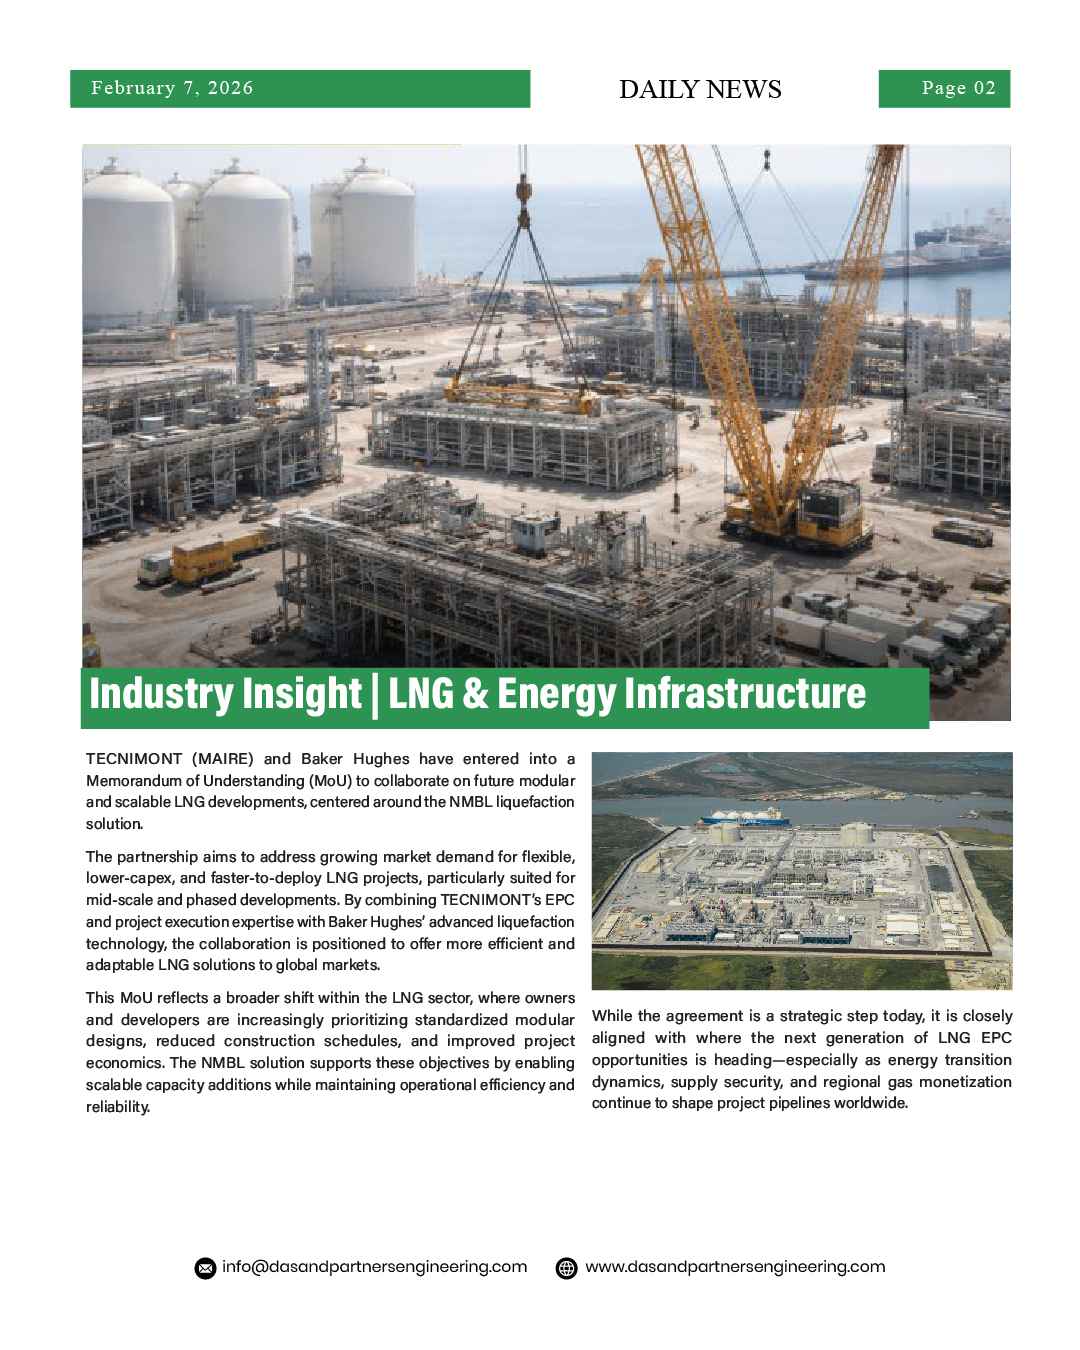 February 7, 2026
DAILY NEWS
Page 02
Industry Insight | LNG & Energy Infrastructure
TECNIMONT (MAIRE) and Baker Hughes have entered into a
Memorandum of Understanding (MoU) to collaborate on future modular
and scalable LNG developments, centered around the NMBL liquefaction
solution.
The partnership aims to address growing market demand for flexible,
lower-capex, and faster-to-deploy LNG projects, particularly suited for
mid-scale and phased developments. By combining TECNIMONT’s EPC
and project execution expertise with Baker Hughes’ advanced liquefaction
technology, the collaboration is positioned to offer more efficient and
adaptable LNG solutions to global markets.
This MoU reflects a broader shift within the LNG sector, where owners
and developers are increasingly prioritizing standardized modular
designs, reduced construction schedules, and improved project
economics. The NMBL solution supports these objectives by enabling
scalable capacity additions while maintaining operational efficiency and
reliability.
While the agreement is a strategic step today, it is closely
aligned with where the next generation of LNG EPC
opportunities is heading—especially as energy transition
dynamics, supply security, and regional gas monetization
continue to shape project pipelines worldwide.
info@dasandpartnersengineering.com
www.dasandpartnersengineering.com